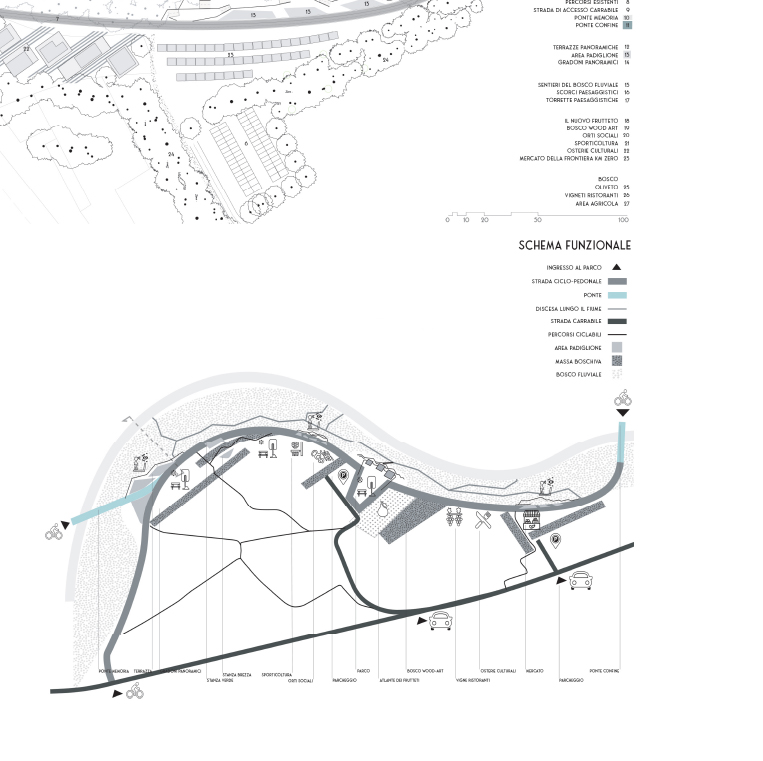 PERCORSI ESISTENTI 8
STRADA DI ACCESSO CARRABILE 9
PONTE MEMORIA 10
PONTE CONFINE 11
TERRAZZE PANORAMICHE 12
AREA PADIGLIONE 13
GRADONI PANORAMICI 14
SENTIERI DEL BOSCO FLUVIALE 15
SCORCI PAESAGGISTICI 16
TORRETTE PAESAGGISTICHE 17
IL NUOVO FRUTTETO 18
BOSCO WOOD ART 19
ORTI SOCIALI 20
SPORTICOLTURA 21
OSTERIE CULTURALI 22
MERCATO DELLA FRONTIERA KM ZERO 23
BOSCO
OLIVETO 25
VIGNETI RISTORANTI 26
AREA AGRICOLA 27
7
13 13 13
22
25
24
6
24
0 10 20 50 100
SCHEMA FUNZIONALE
INGRESSO AL PARCO
STRADA CICLO-PEDONALE
PONTE
DISCESA LUNGO IL FIUME
STRADA CARRABILE
PERCORSI CICLABILI
AREA PADIGLIONE
MASSA BOSCHIVA
BOSCO FLUVIALE
P
P
PONTE MEMORIA
STANZA BREZZA
STANZA VERDE
SPORTICOLTURA
ORTI SOCIALI
PARCHEGGIO
PARCO
ATLANTE DEI FRUTTETI
BOSCO WOOD-ART
VIGNE RISTORANTI
OSTERIE CULTURALI
MERCATO
PARCHEGGIO
PONTE CONFINE